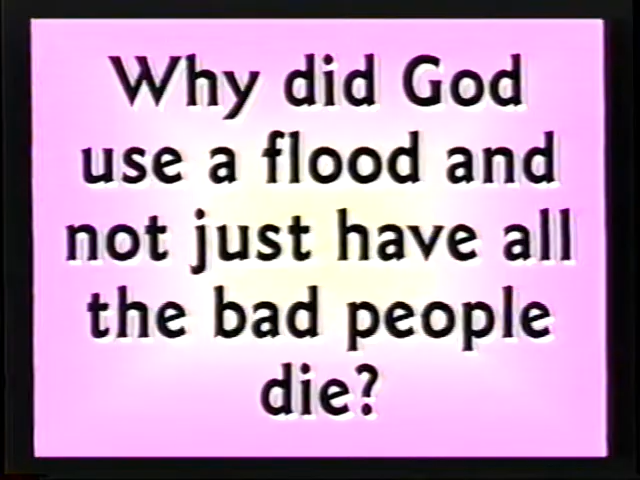 Why did God
use a flood and
not just have all
the bad people
die?